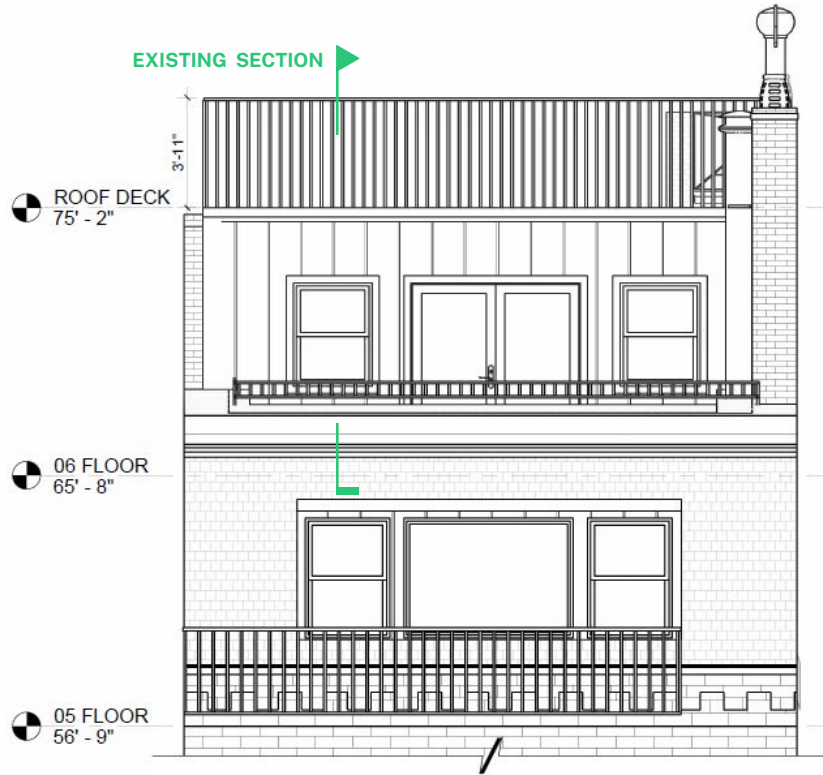 EXISTING SECTION
3'-11"
ROOF DECK
75' - 2"
06 FLOOR
65' - 8"
05 FLOOR
56' - 9"